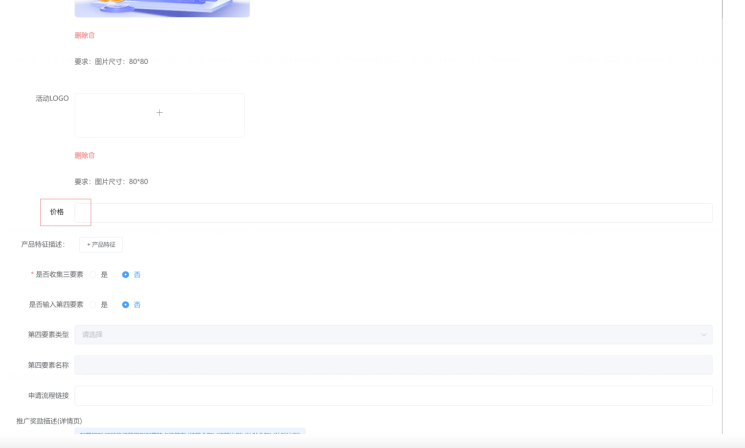 删除
要求：图片尺寸：80*80
活动LOGO
+
删除
要求：图片尺寸：80*80
价格
产品特征描述： + 产品特征
* 是否收集三要素 是 否
是否输入第四要素 是 否
第四要素类型 请选择
第四要素名称
申请流程链接
推广奖励描述(详情页)